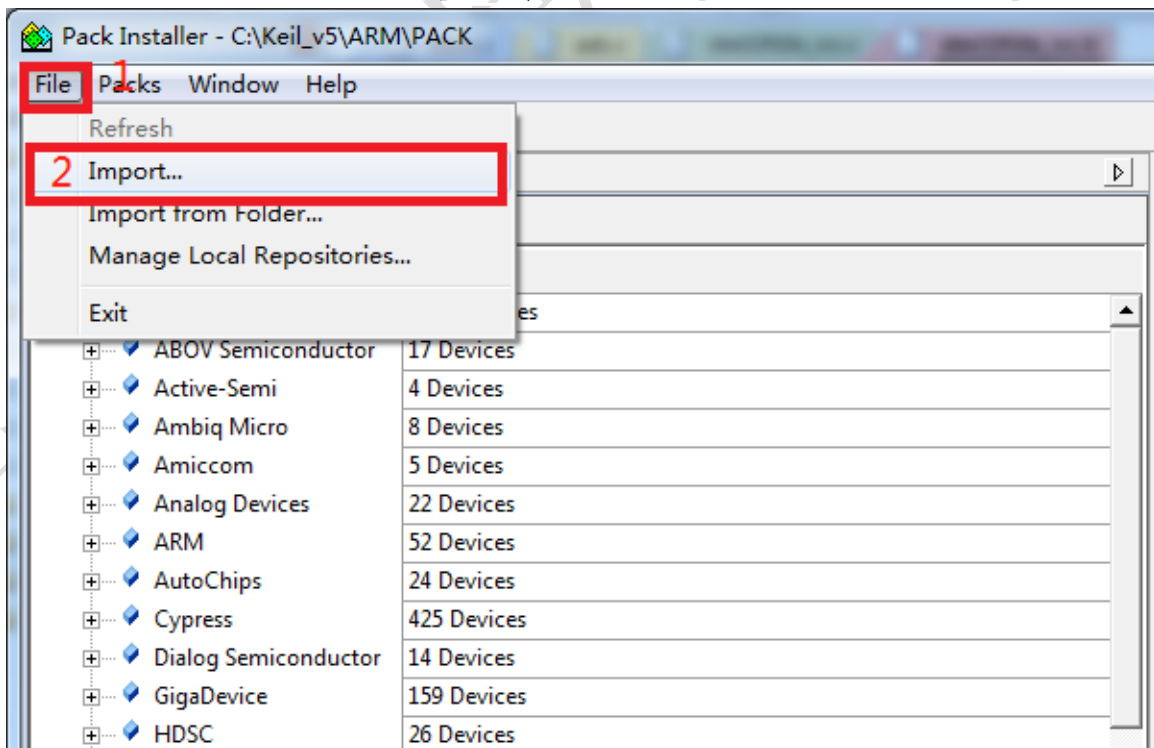 Pack Installer - C:\Keil_v5\ARM\PACK
1
File Packs Window Help
Refresh
2 Import...
Import from Folder...
Manage Local Repositories...
Exit
es
ABOV Semiconductor 17 Devices
Active-Semi 4 Devices
Ambiq Micro 8 Devices
Amiccom 5 Devices
Analog Devices 22 Devices
ARM 52 Devices
AutoChips 24 Devices
Cypress 425 Devices
Dialog Semiconductor 14 Devices
GigaDevice 159 Devices
HDSC 26 Devices